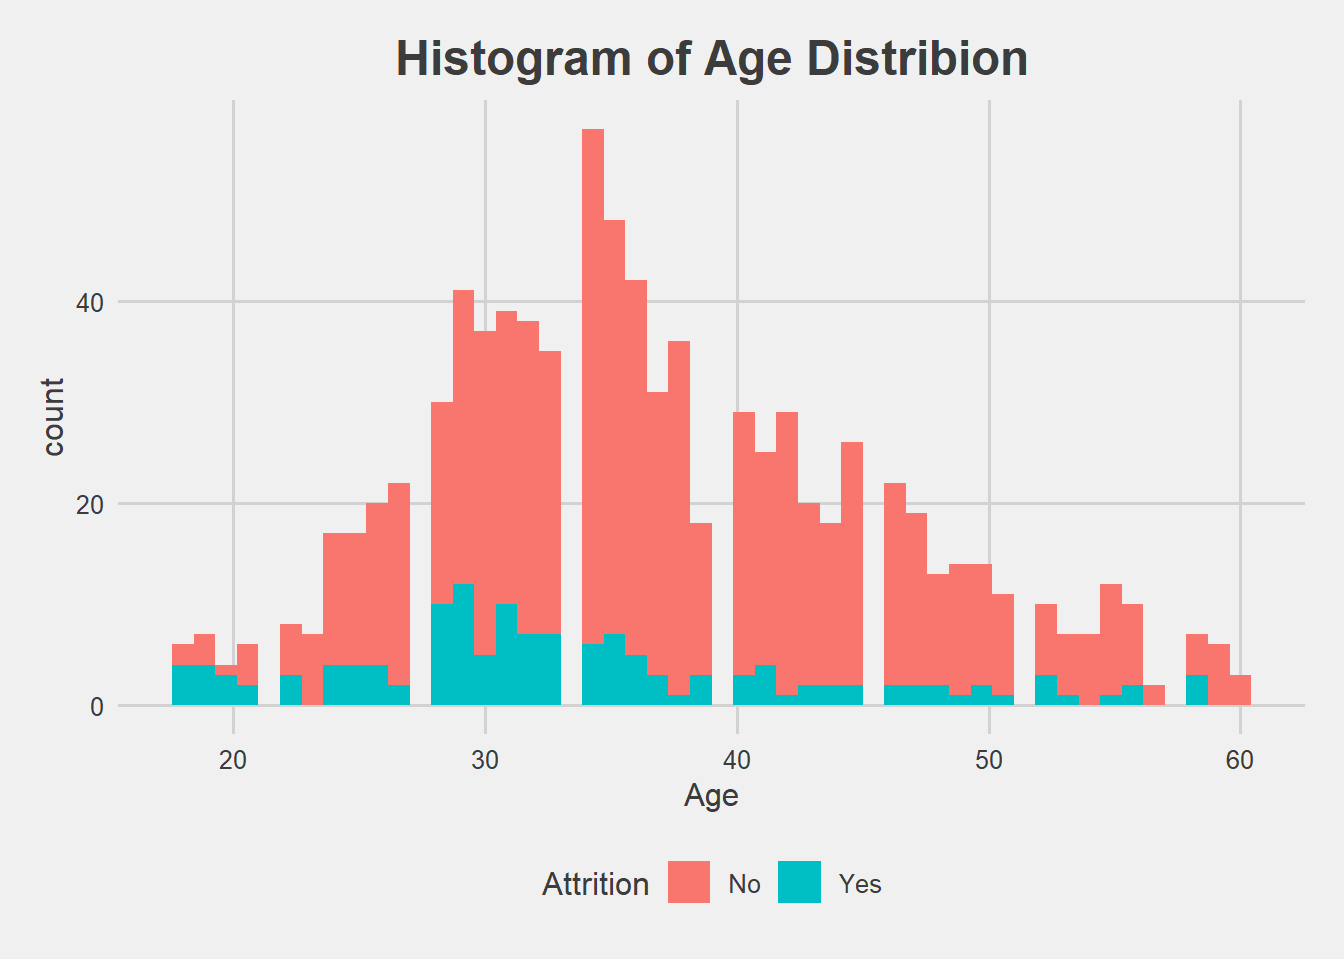 Histogram of Age Distribion
40
20
0
count
20 30 40 50 60
Age
Attrition No Yes